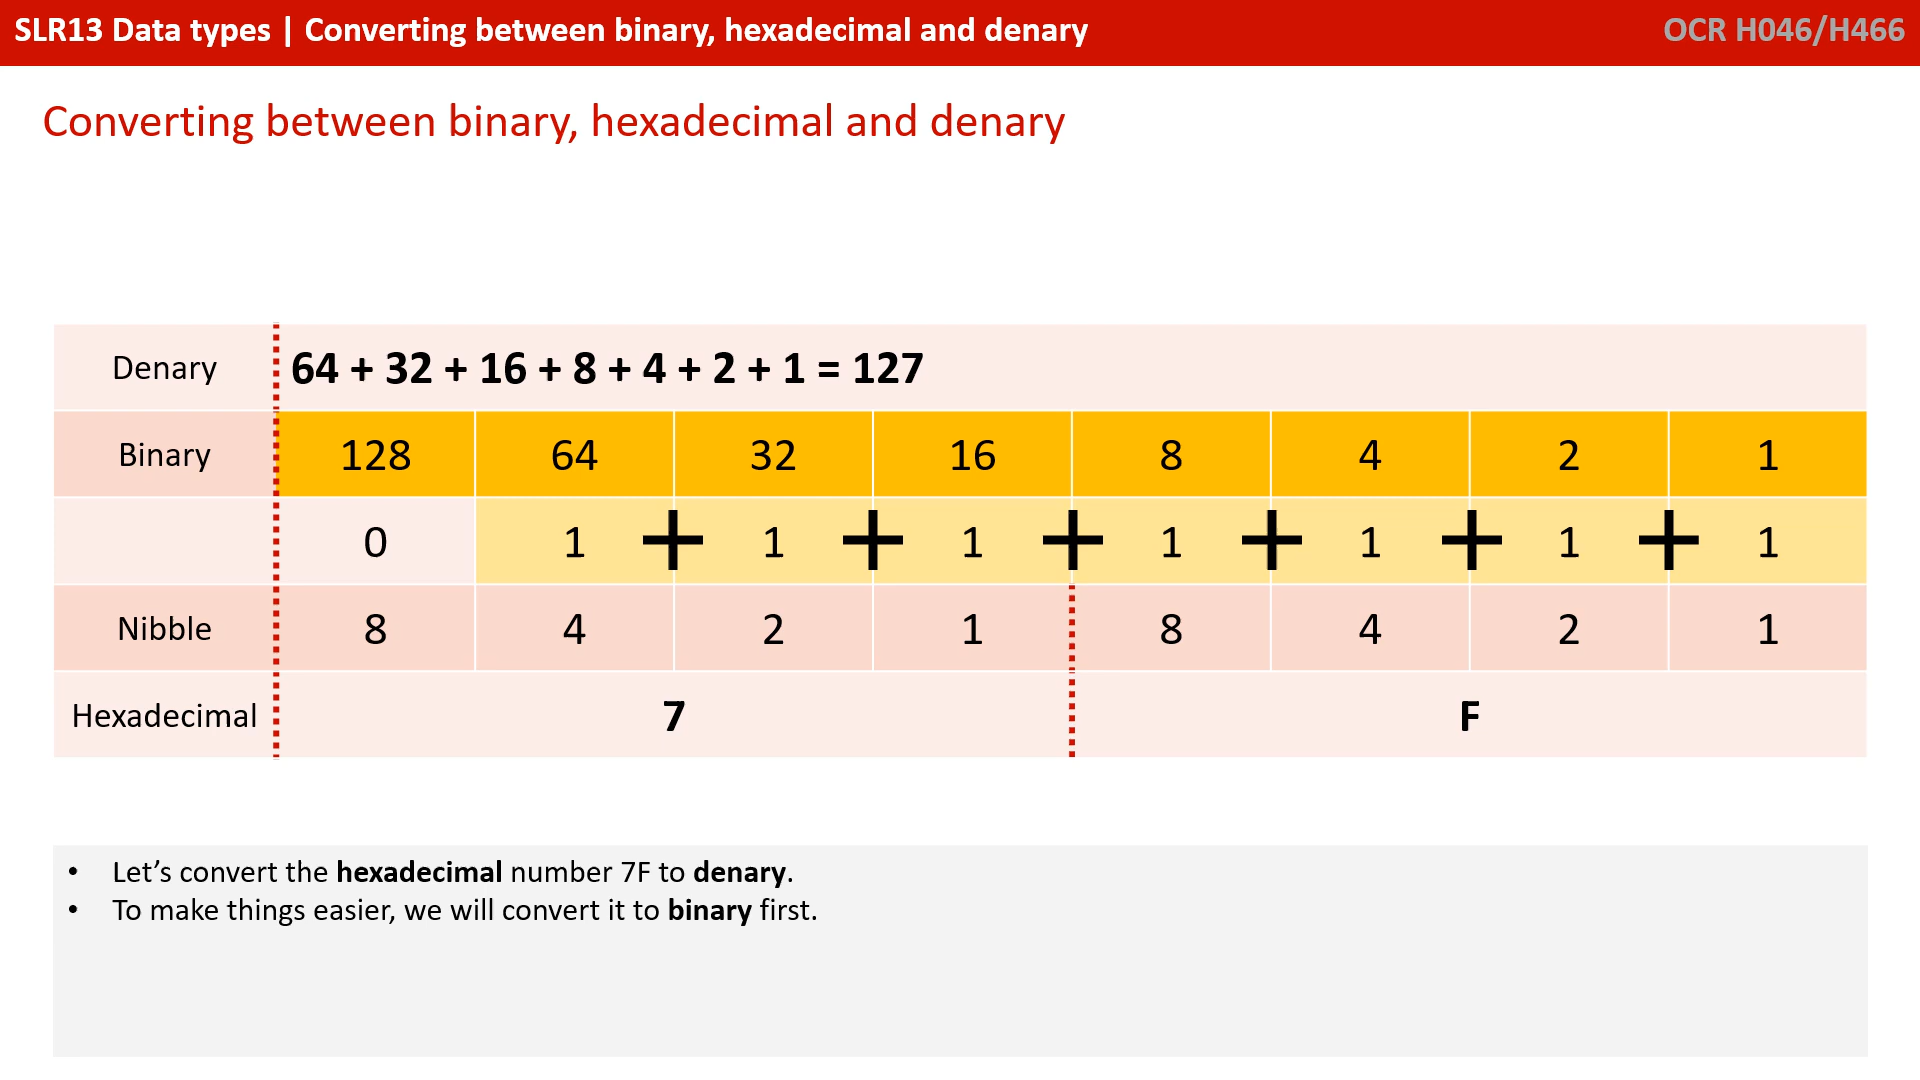 SLR13 Data types | Converting between binary, hexadecimal and denary OCR H046/H466
Converting between binary, hexadecimal and denary
Denary 64 + 32 + 16 + 8 + 4 + 2 + 1 = 127
Binary 128 64 32 16 8 4 2 1
0 1 + 1 + 1 + 1 + 1 + 1 + 1
Nibble 8 4 2 1 8 4 2 1
Hexadecimal 7 F
• Let’s convert the hexadecimal number 7F to denary.
• To make things easier, we will convert it to binary first.